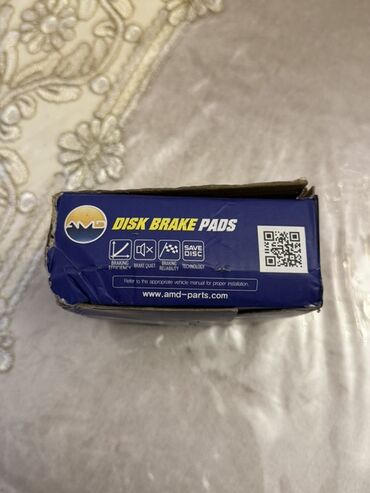 AMD
DISK BRAKE PADS
SAVE
DISC
BRAKING
EFFICIENCY
BRAKE QUIET
BRAKING
RELIABILITY
TECHNOLOGY
Refer to the appropriate vehicle manual for proper installation.
www.amd-parts.com